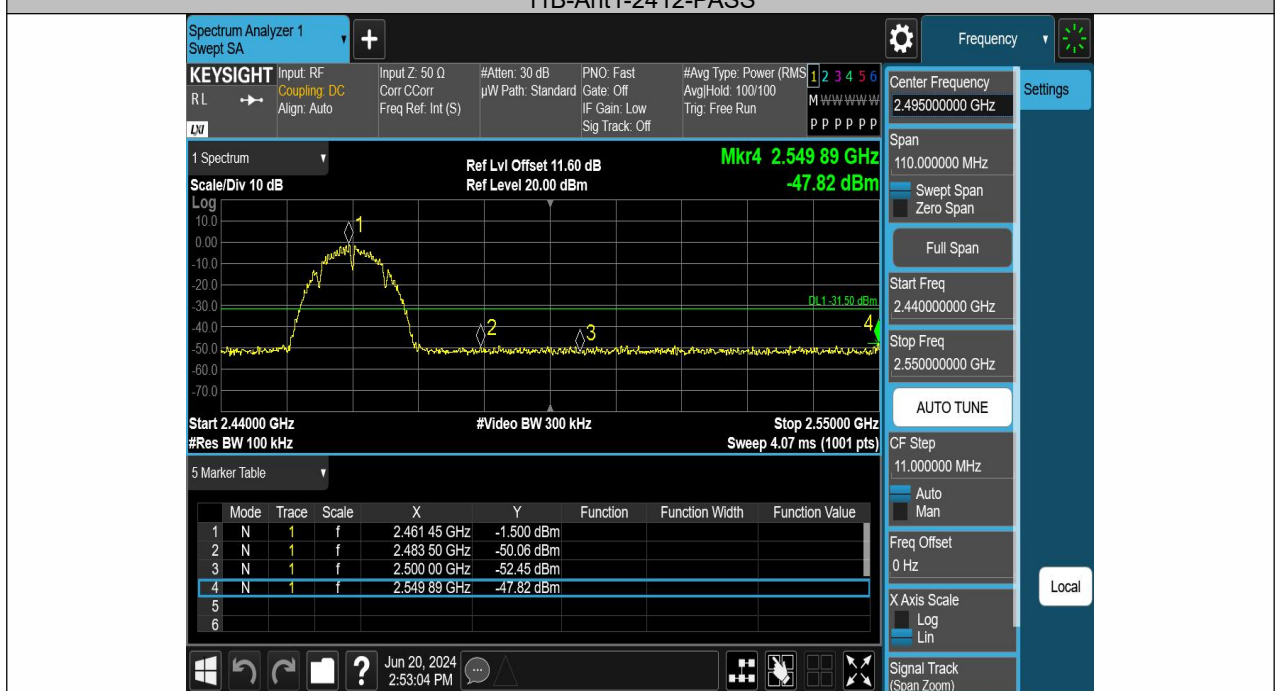 11B-Ant1-2412-PASS
Spectrum Analyzer 1
Swept SA
+
Frequency
KEYSIGHT
RL
LXI
Input: RF
Coupling: DC
Align: Auto
Input Z: 50 Ω
Corr CCorr
Freq Ref: Int (S)
#Atten: 30 dB
µW Path: Standard
PNO: Fast
Gate: Off
IF Gain: Low
Sig Track: Off
#Avg Type: Power (RMS
Avg|Hold: 100/100
Trig: Free Run
1 2 3 4 5 6
M W W W W W
P P P P P P
1 Spectrum
Scale/Div 10 dB
Ref Lvl Offset 11.60 dB
Ref Level 20.00 dBm
Mkr4 2.549 89 GHz
-47.82 dBm
Log
10.0
0.00
-10.0
-20.0
-30.0
-40.0
-50.0
-60.0
-70.0
1
2
3
4
DL1 -31.50 dBm
Start 2.44000 GHz
#Video BW 300 kHz
Stop 2.55000 GHz
#Res BW 100 kHz
Sweep 4.07 ms (1001 pts)
5 Marker Table
Mode Trace Scale X Y Function Function Width Function Value
1 N 1 f 2.461 45 GHz -1.500 dBm
2 N 1 f 2.483 50 GHz -50.06 dBm
3 N 1 f 2.500 00 GHz -52.45 dBm
4 N 1 f 2.549 89 GHz -47.82 dBm
5
6
?
Jun 20, 2024
2:53:04 PM
Center Frequency
2.495000000 GHz
Settings
Span
110.000000 MHz
Swept Span
Zero Span
Full Span
Start Freq
2.440000000 GHz
Stop Freq
2.550000000 GHz
AUTO TUNE
CF Step
11.000000 MHz
Auto
Man
Freq Offset
0 Hz
Local
X Axis Scale
Log
Lin
Signal Track
(Span Zoom)